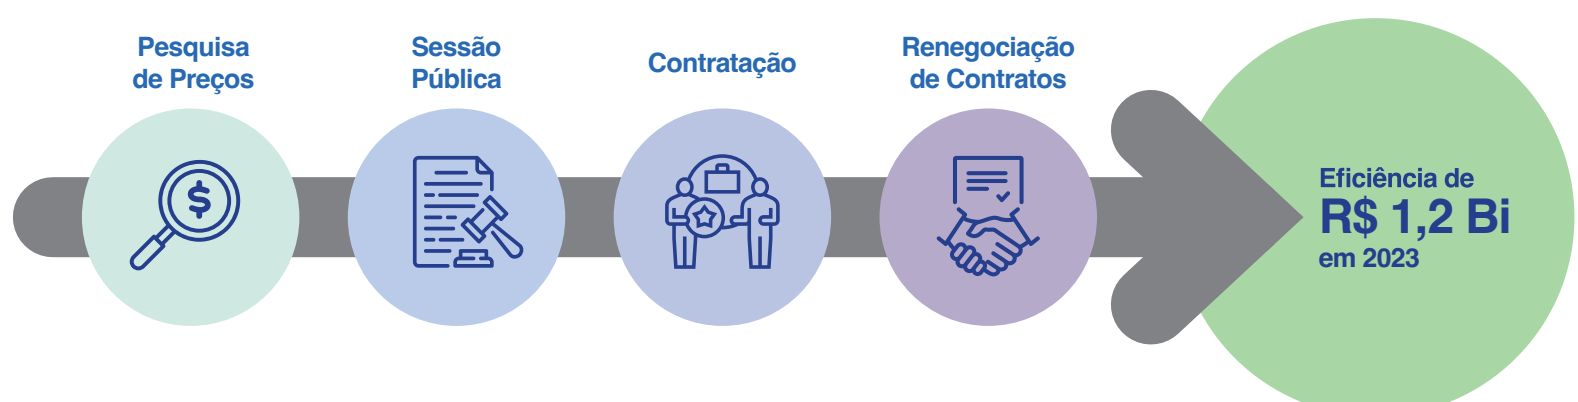 Pesquisa
de Preços
Sessão
Pública
Contratação
Renegociação
de Contratos
$
Eficiência de
R$ 1,2 Bi
em 2023